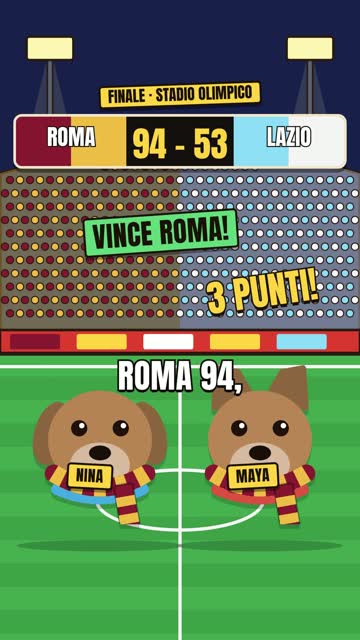 FINALE · STADIO OLIMPICO
ROMA 94 - 53 LAZIO
VINCE ROMA!
3 PUNTI!
ROMA 94,
NINA MAYA